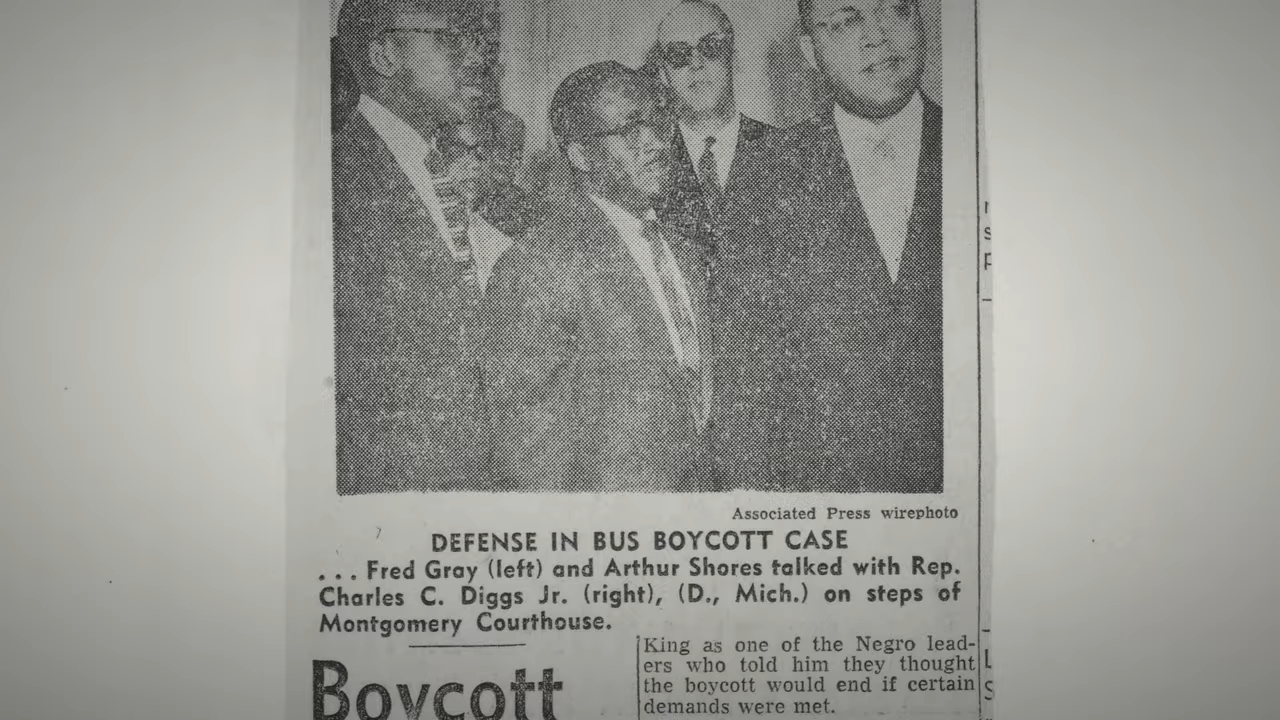 Associated Press wirephoto
DEFENSE IN BUS BOYCOTT CASE
. . . Fred Gray (left) and Arthur Shores talked with Rep.
Charles C. Diggs Jr. (right), (D., Mich.) on steps of
Montgomery Courthouse.
Boycott
King as one of the Negro lead-
ers who told him they thought
the boycott would end if certain
demands were met.